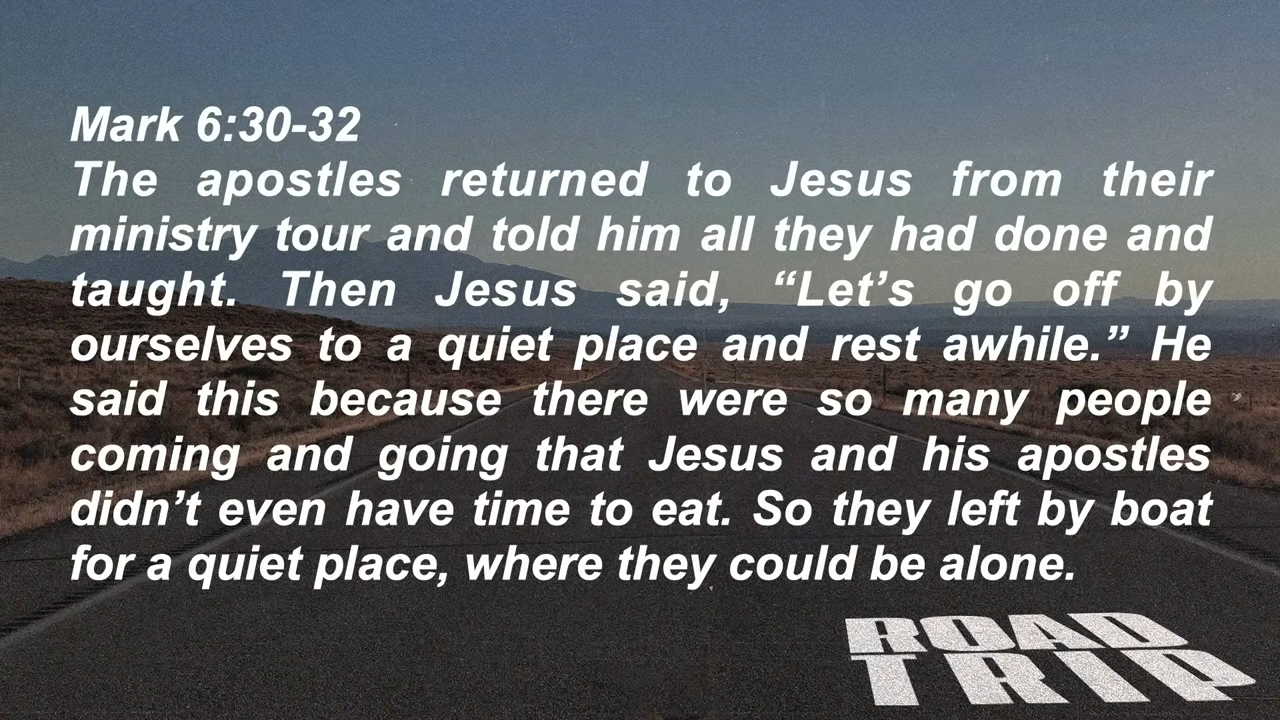 Mark 6:30-32
The apostles returned to Jesus from their
ministry tour and told him all they had done and
taught. Then Jesus said, “Let’s go off by
ourselves to a quiet place and rest awhile.” He
said this because there were so many people
coming and going that Jesus and his apostles
didn’t even have time to eat. So they left by boat
for a quiet place, where they could be alone.
ROAD
TRIP